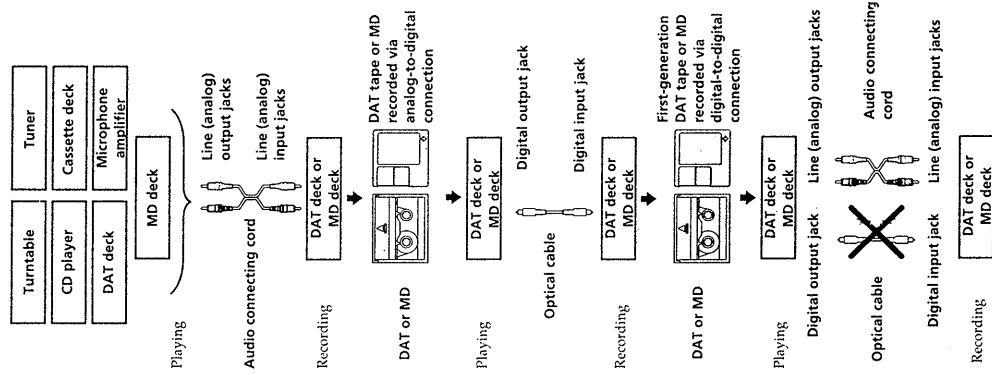 Turntable
Tuner
CD player
Cassette deck
DAT deck
Microphone
amplifier
MD deck
Playing
Line (analog)
output jacks
Audio connecting cord
Line (analog)
input jacks
Recording
DAT deck or
MD deck
DAT or MD
DAT tape or MD
recorded via
analog-to-digital
connection
Playing
DAT deck or
MD deck
Digital output jack
Optical cable
Digital input jack
Recording
DAT deck or
MD deck
DAT or MD
First-generation
DAT tape or MD
recorded via
digital-to-digital
connection
Playing
DAT deck or
MD deck
Digital output jack
Line (analog) output jacks
Optical cable
Audio connecting
cord
Digital input jack
Line (analog) input jacks
Recording
DAT deck or
MD deck